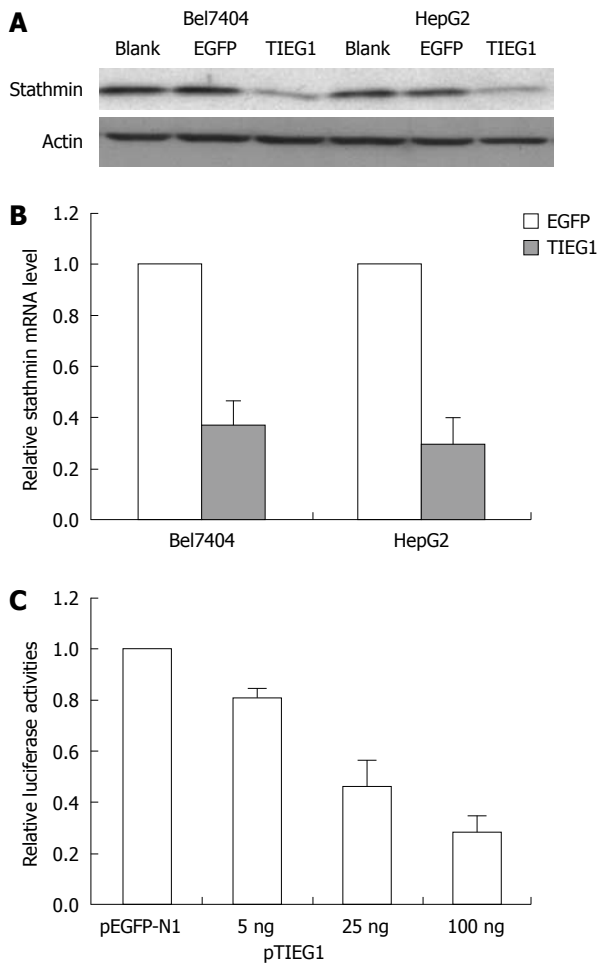 A
Bel7404 HepG2
Blank EGFP TIEG1 Blank EGFP TIEG1
Stathmin
Actin
B
Relative stathmin mRNA level
1.2
1.0
0.8
0.6
0.4
0.2
0.0
EGFP
TIEG1
Bel7404 HepG2
C
Relative luciferase activities
1.2
1.0
0.8
0.6
0.4
0.2
0.0
pEGFP-N1 5 ng 25 ng 100 ng
pTIEG1